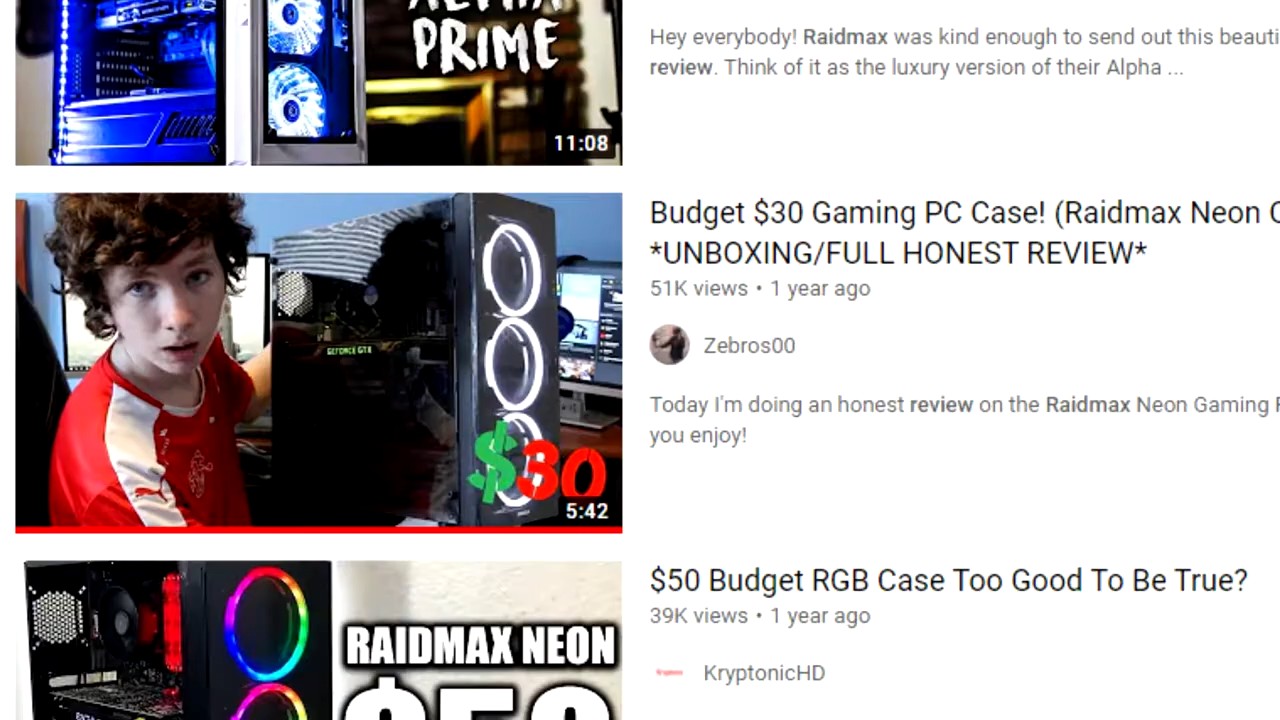 ALPHA
PRIME
11:08
Hey everybody! Raidmax was kind enough to send out this beauti
review. Think of it as the luxury version of their Alpha ...
GEFORCE GTX
$30
5:42
Budget $30 Gaming PC Case! (Raidmax Neon
*UNBOXING/FULL HONEST REVIEW*
51K views • 1 year ago
Zebros00
Today I'm doing an honest review on the Raidmax Neon Gaming
you enjoy!
RAIDMAX NEON
$50
$50 Budget RGB Case Too Good To Be True?
39K views • 1 year ago
KryptonicHD